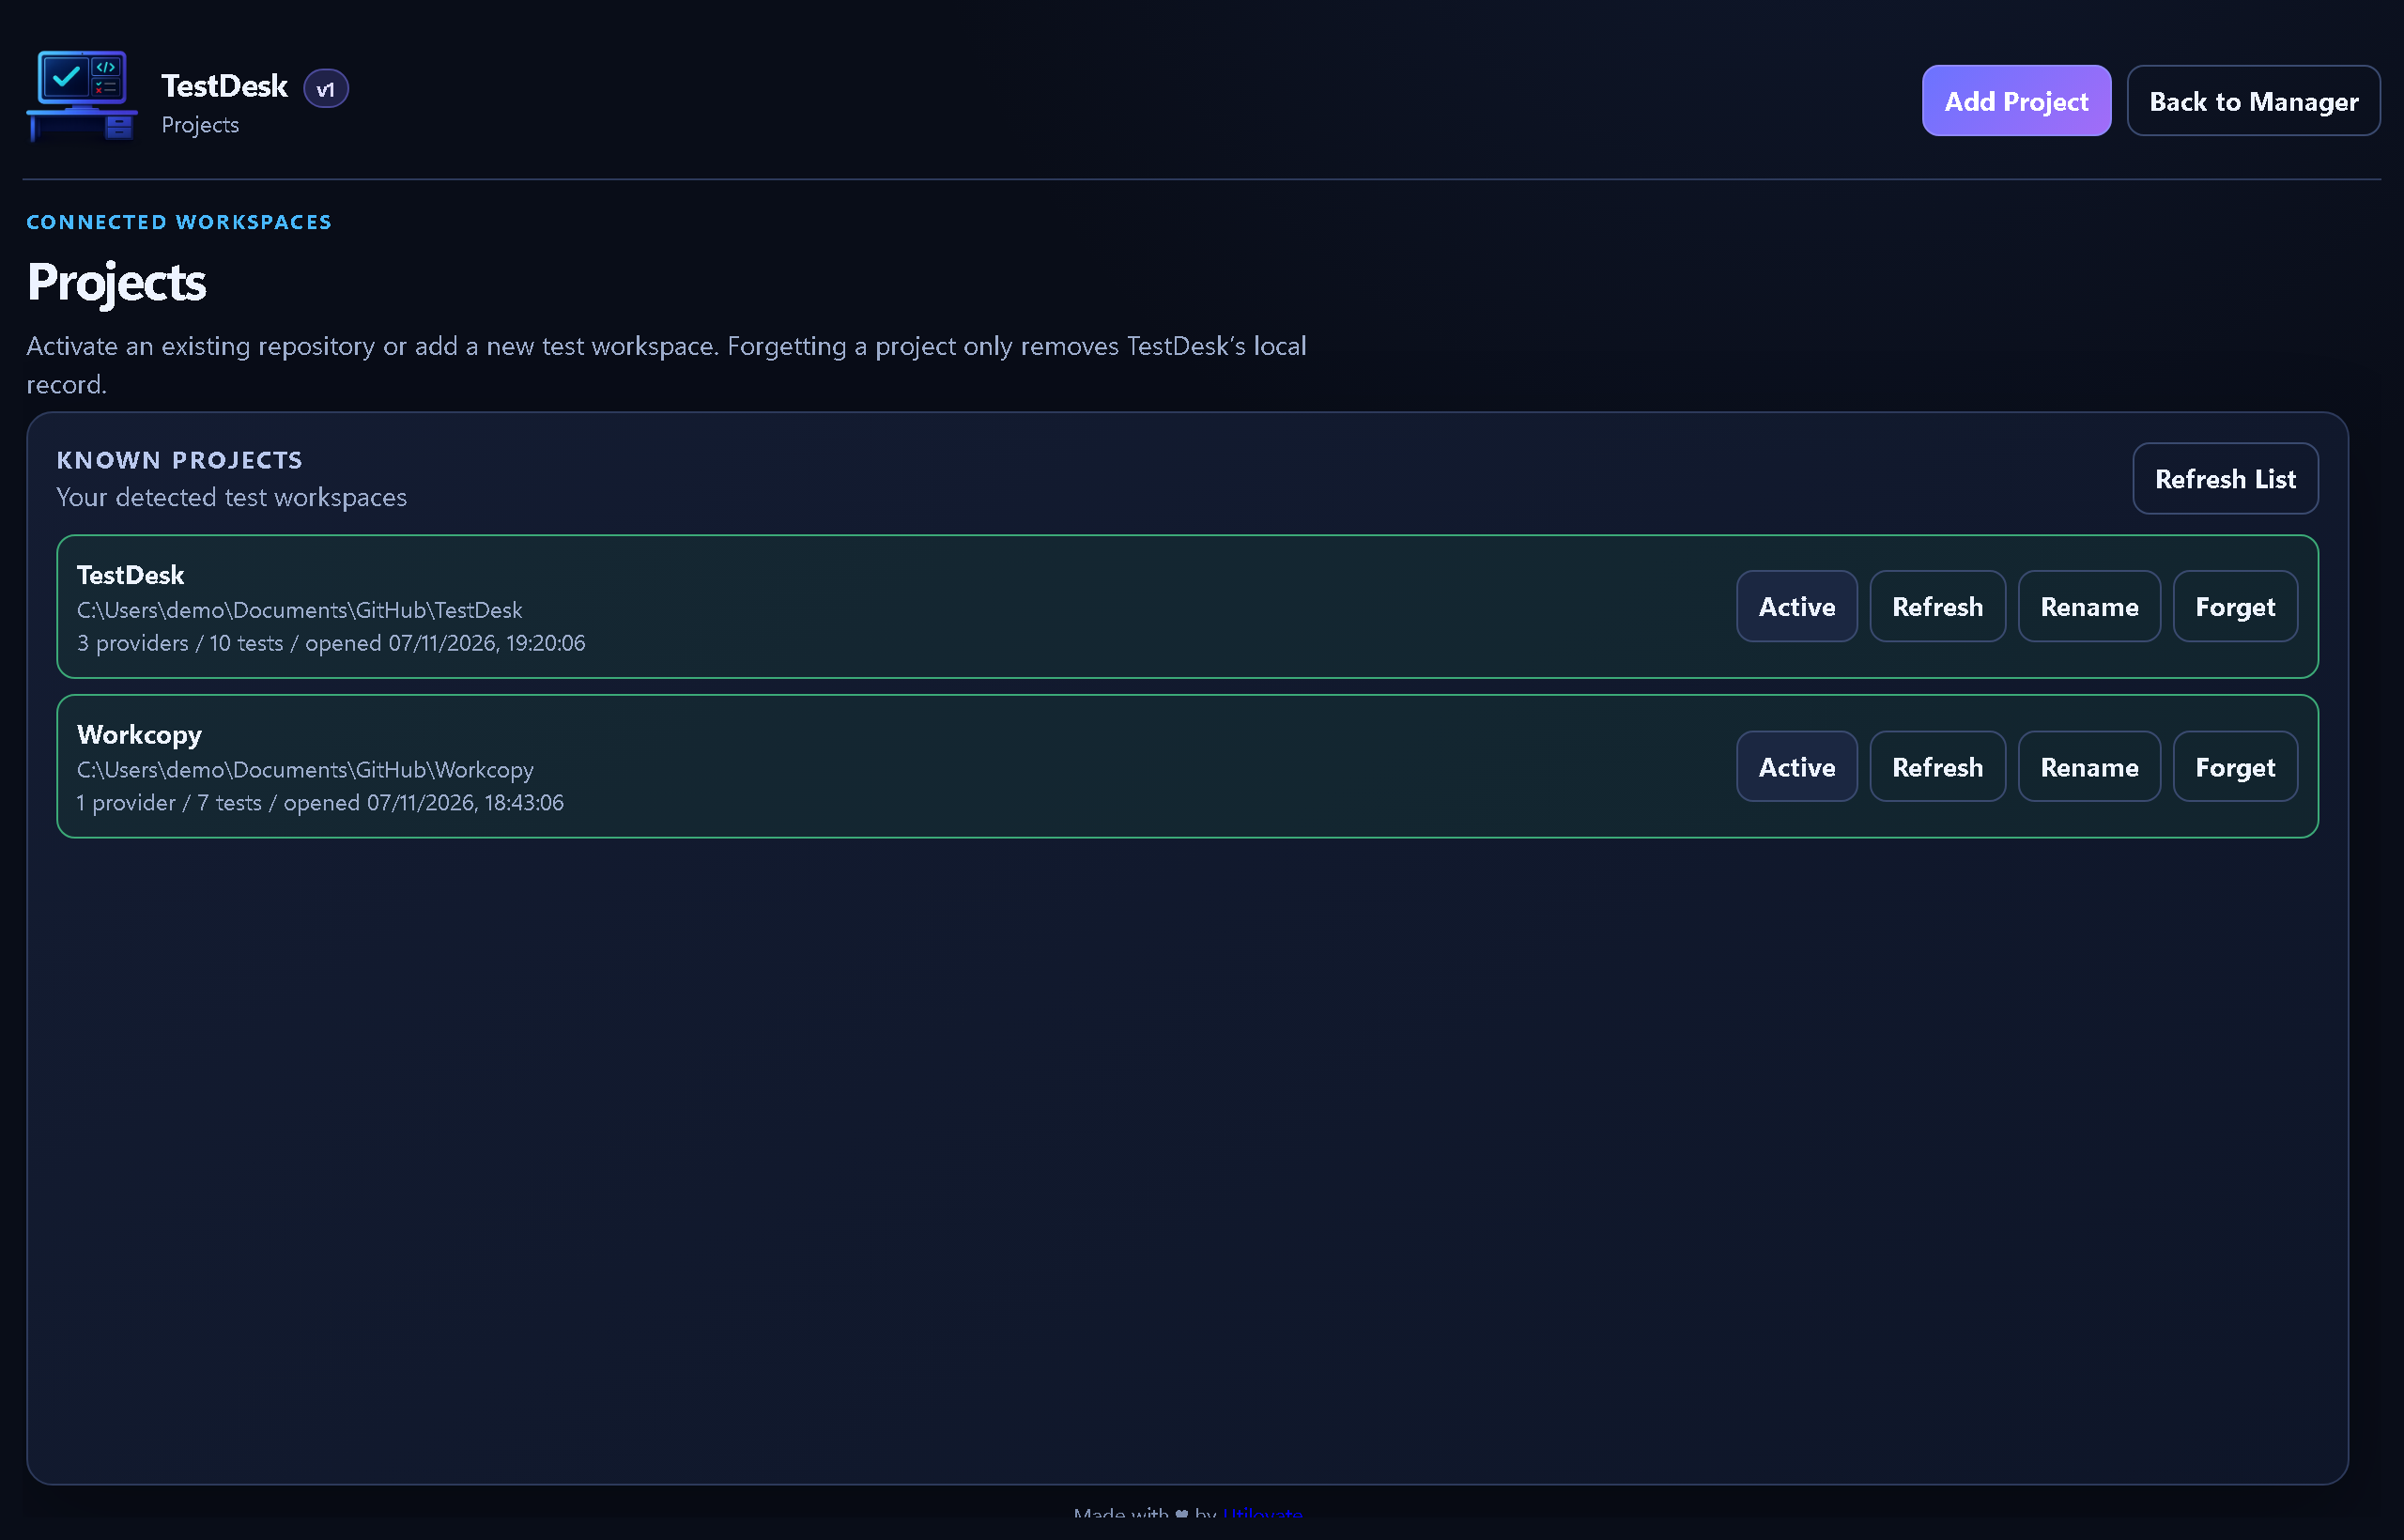 TestDesk v1
Projects
Add Project
Back to Manager
CONNECTED WORKSPACES
Projects
Activate an existing repository or add a new test workspace. Forgetting a project only removes TestDesk’s local
record.
KNOWN PROJECTS
Your detected test workspaces
Refresh List
TestDesk
C:\Users\demo\Documents\GitHub\TestDesk
3 providers / 10 tests / opened 07/11/2026, 19:20:06
Active
Refresh
Rename
Forget
Workcopy
C:\Users\demo\Documents\GitHub\Workcopy
1 provider / 7 tests / opened 07/11/2026, 18:43:06
Active
Refresh
Rename
Forget
Made with ♥ by Utilovate